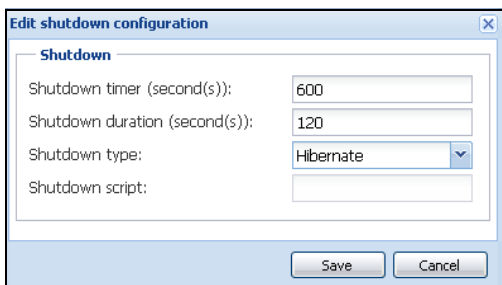 Edit shutdown configuration
Shutdown
Shutdown timer (second(s)): 600
Shutdown duration (second(s)): 120
Shutdown type: Hibernate
Shutdown script:
Save Cancel